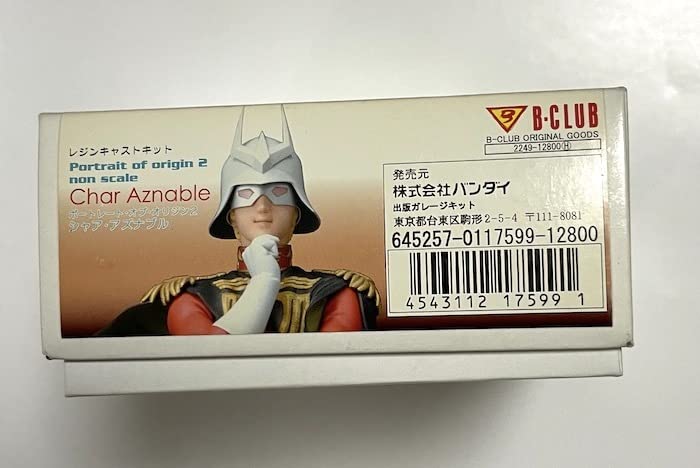 レジンキャストキット
Portrait of origin 2
non scale
Char Aznable
ポートレート・オブ・オリジン2
シャア・アズナブル
B
B-CLUB
B-CLUB ORIGINAL GOODS
2249-12800Ⓗ
発売元
株式会社バンダイ
出版ガレージキット
東京都台東区駒形2-5-4 〒111-8081
645257-0117599-12800
4543112 17599 1